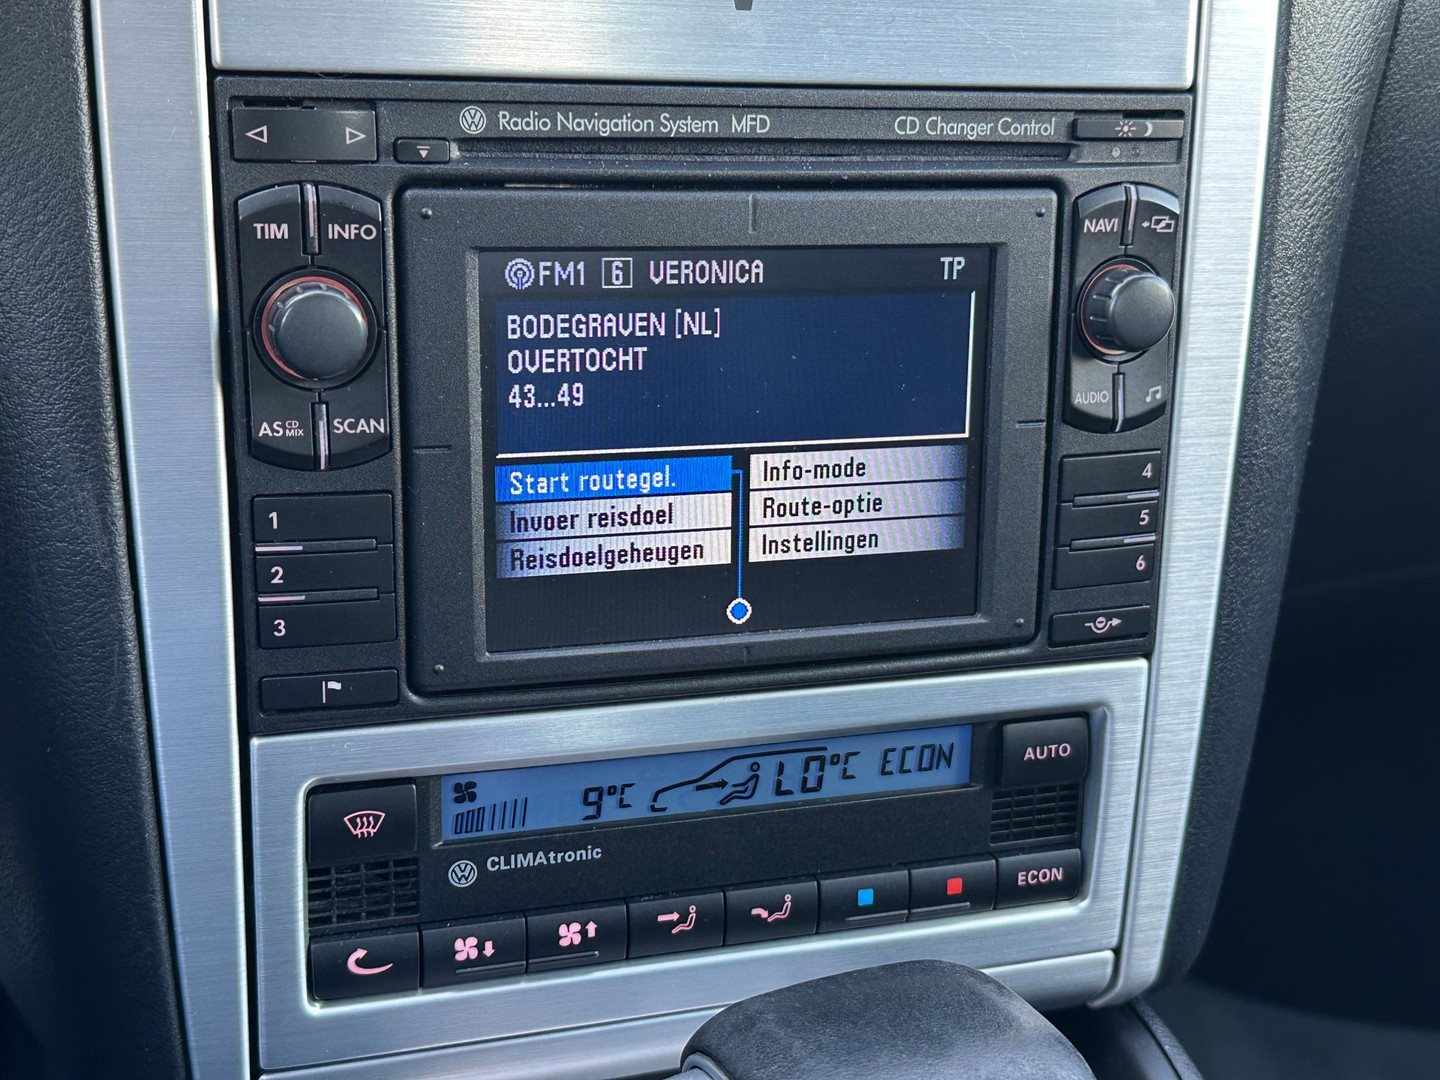 Radio Navigation System MFD
CD Changer Control
TIM
INFO
NAVI
FM1 6 VERONICA TP
BODEGRAVEN [NL]
OVERTOCHT
43...49
AS CD MIX
SCAN
AUDIO
Start routegel.
Info-mode
Invoer reisdoel
Route-optie
Reisdoelgeheugen
Instellingen
1
2
3
4
5
6
9°C LO°C ECON
AUTO
CLIMAtronic
ECON